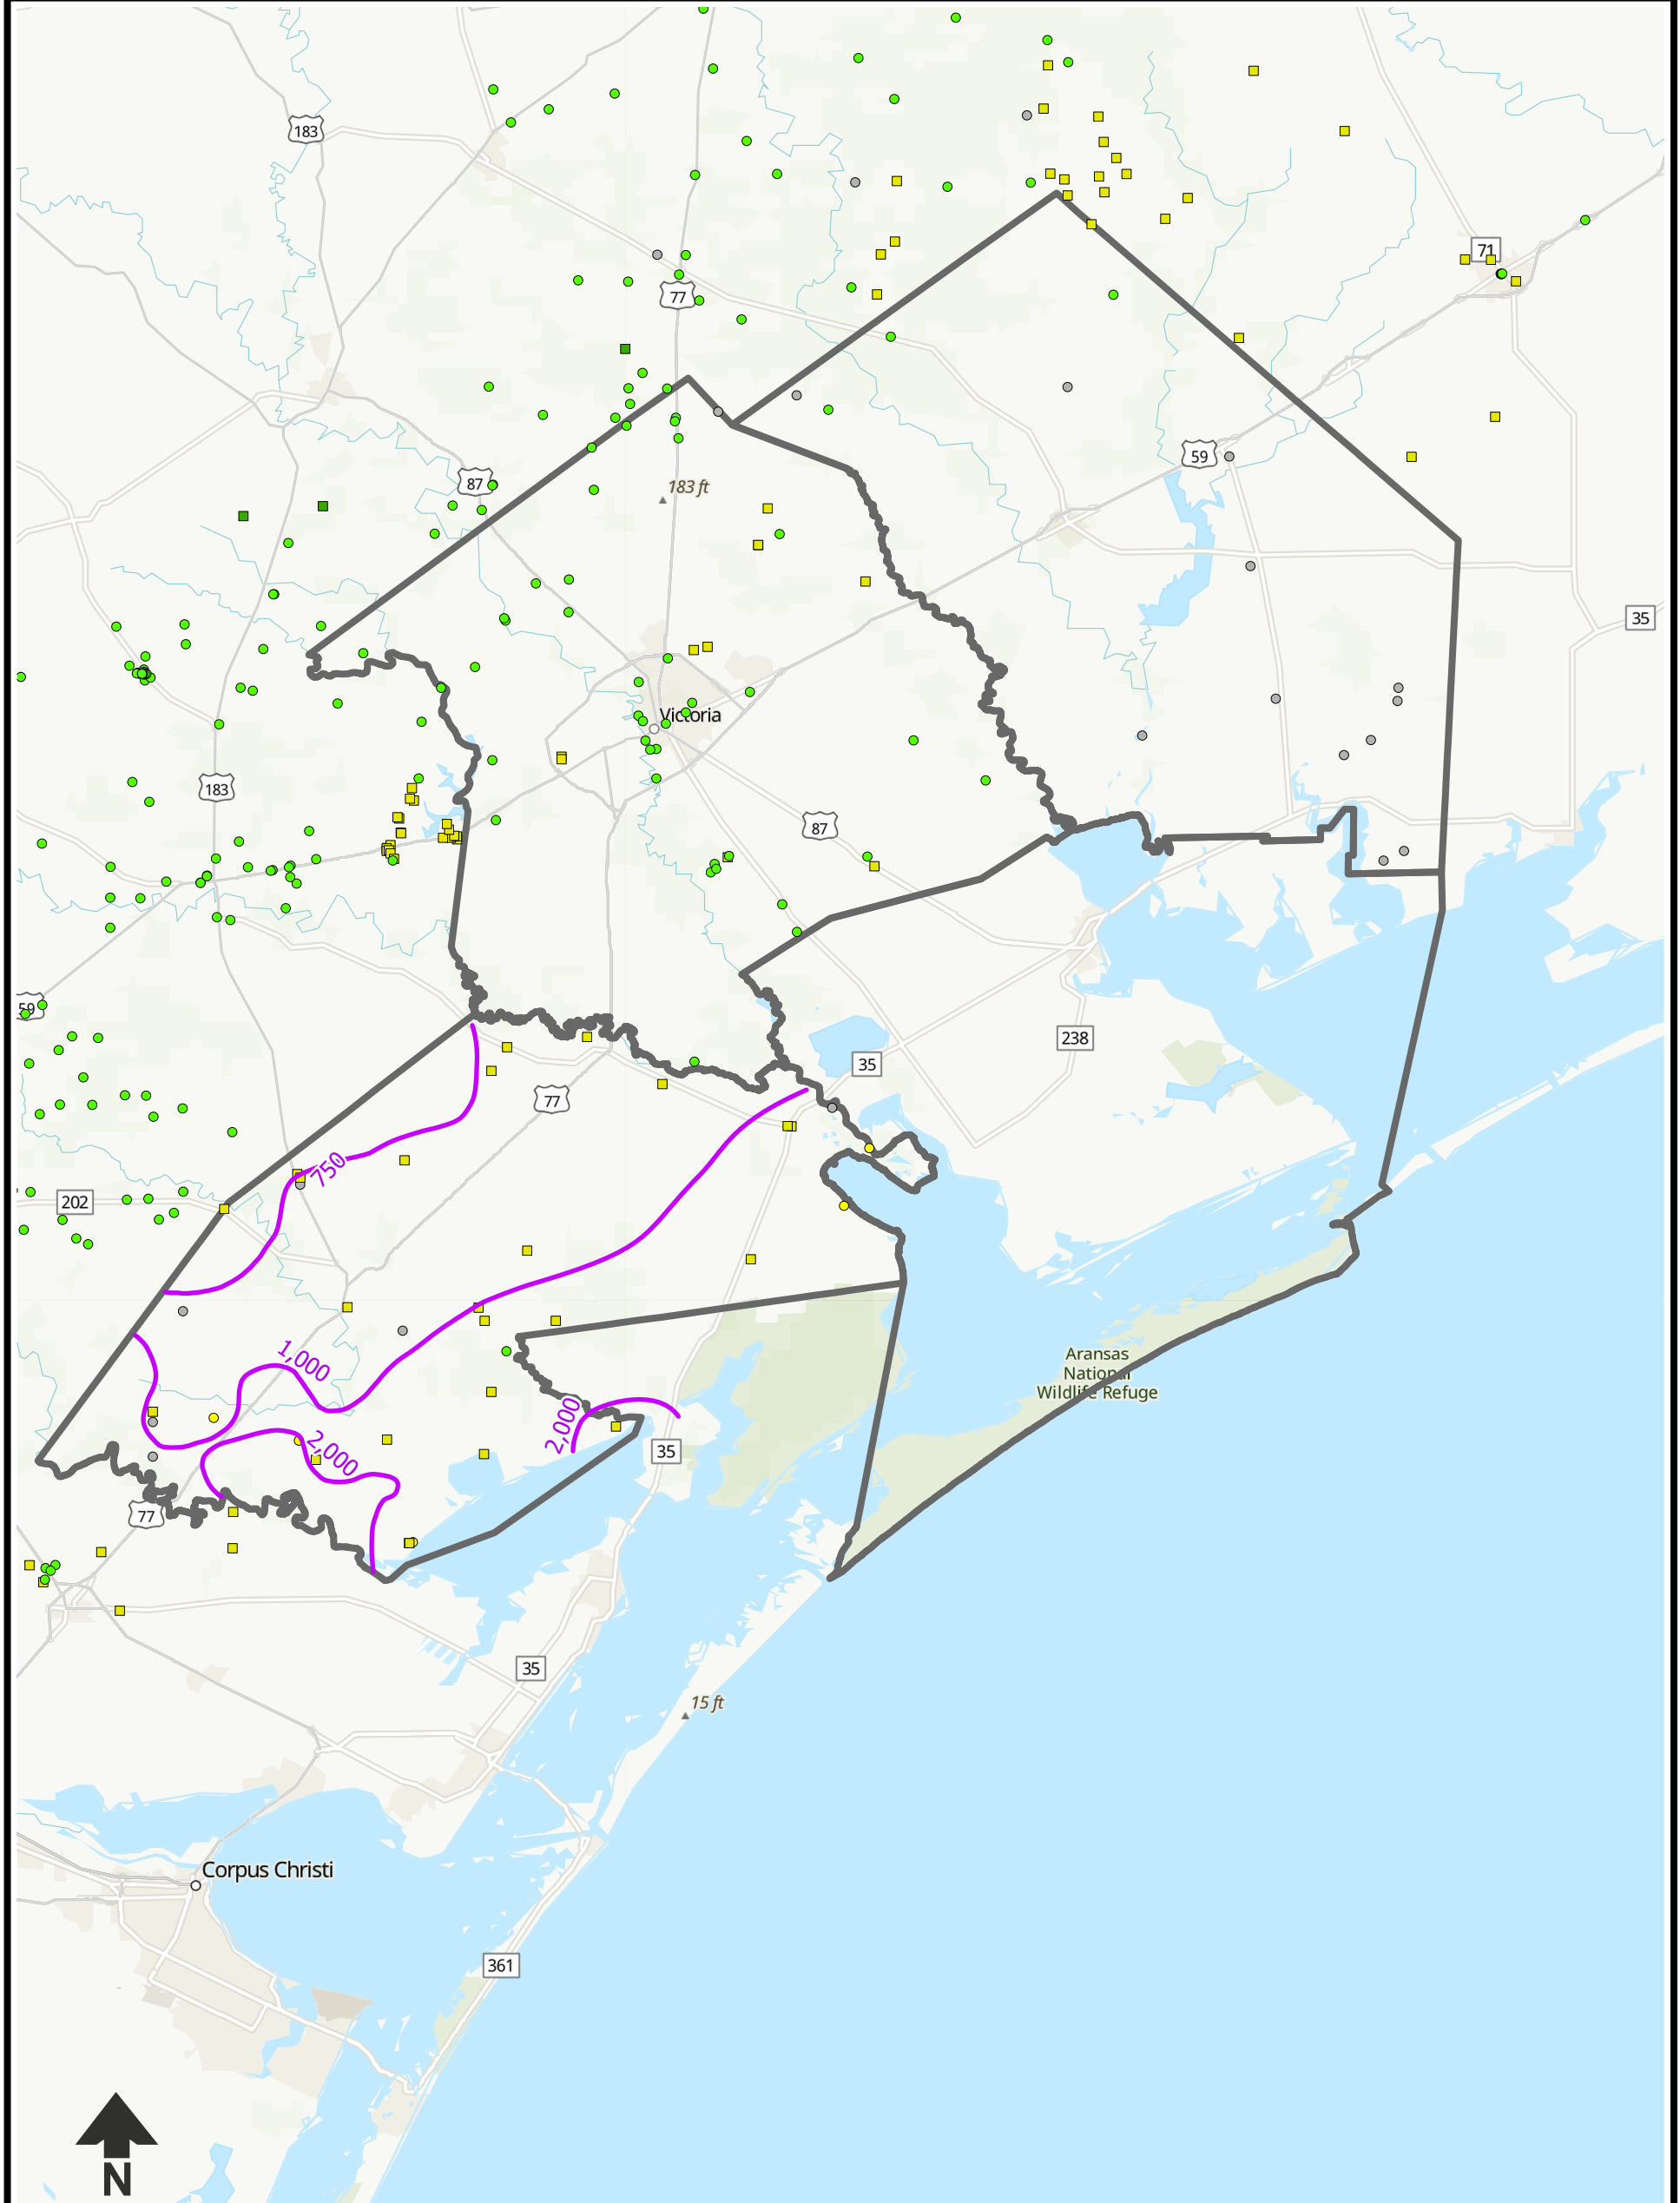 183
71
77
59
87
183 ft
35
Victoria
183
87
59
238
35
77
750
202
1,000
Aransas
National
Wildlife Refuge
2,000
2,000
35
77
35
15 ft
Corpus Christi
361
N